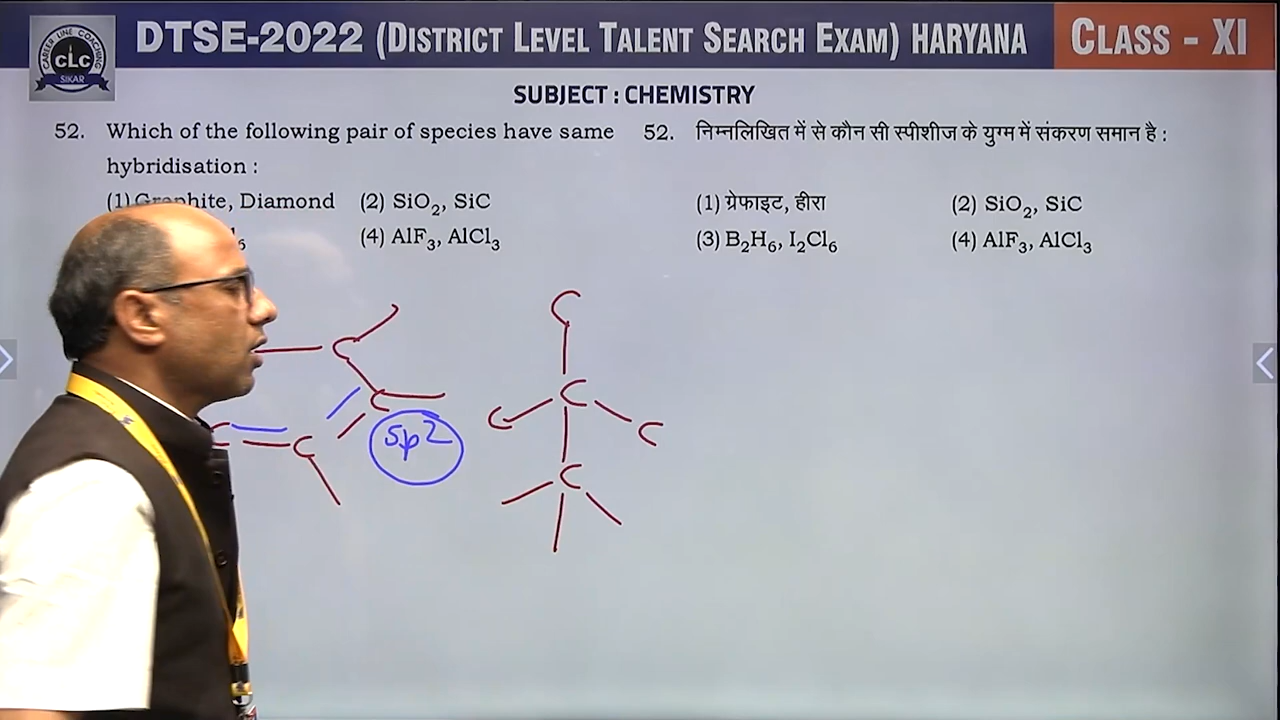 CAREER LINE COACHING
CLC
SIKAR
DTSE-2022 (DISTRICT LEVEL TALENT SEARCH EXAM) HARYANA
CLASS - XI
SUBJECT : CHEMISTRY
52. Which of the following pair of species have same
hybridisation :
(1) Graphite, Diamond (2) SiO₂, SiC
₆ (4) AlF₃, AlCl₃
52. निम्नलिखित में से कौन सी स्पीशीज के युग्म में संकरण समान है :
(1) ग्रेफाइट, हीरा (2) SiO₂, SiC
(3) B₂H₆, I₂Cl₆ (4) AlF₃, AlCl₃
C C
C C
C C
C C C
sp2